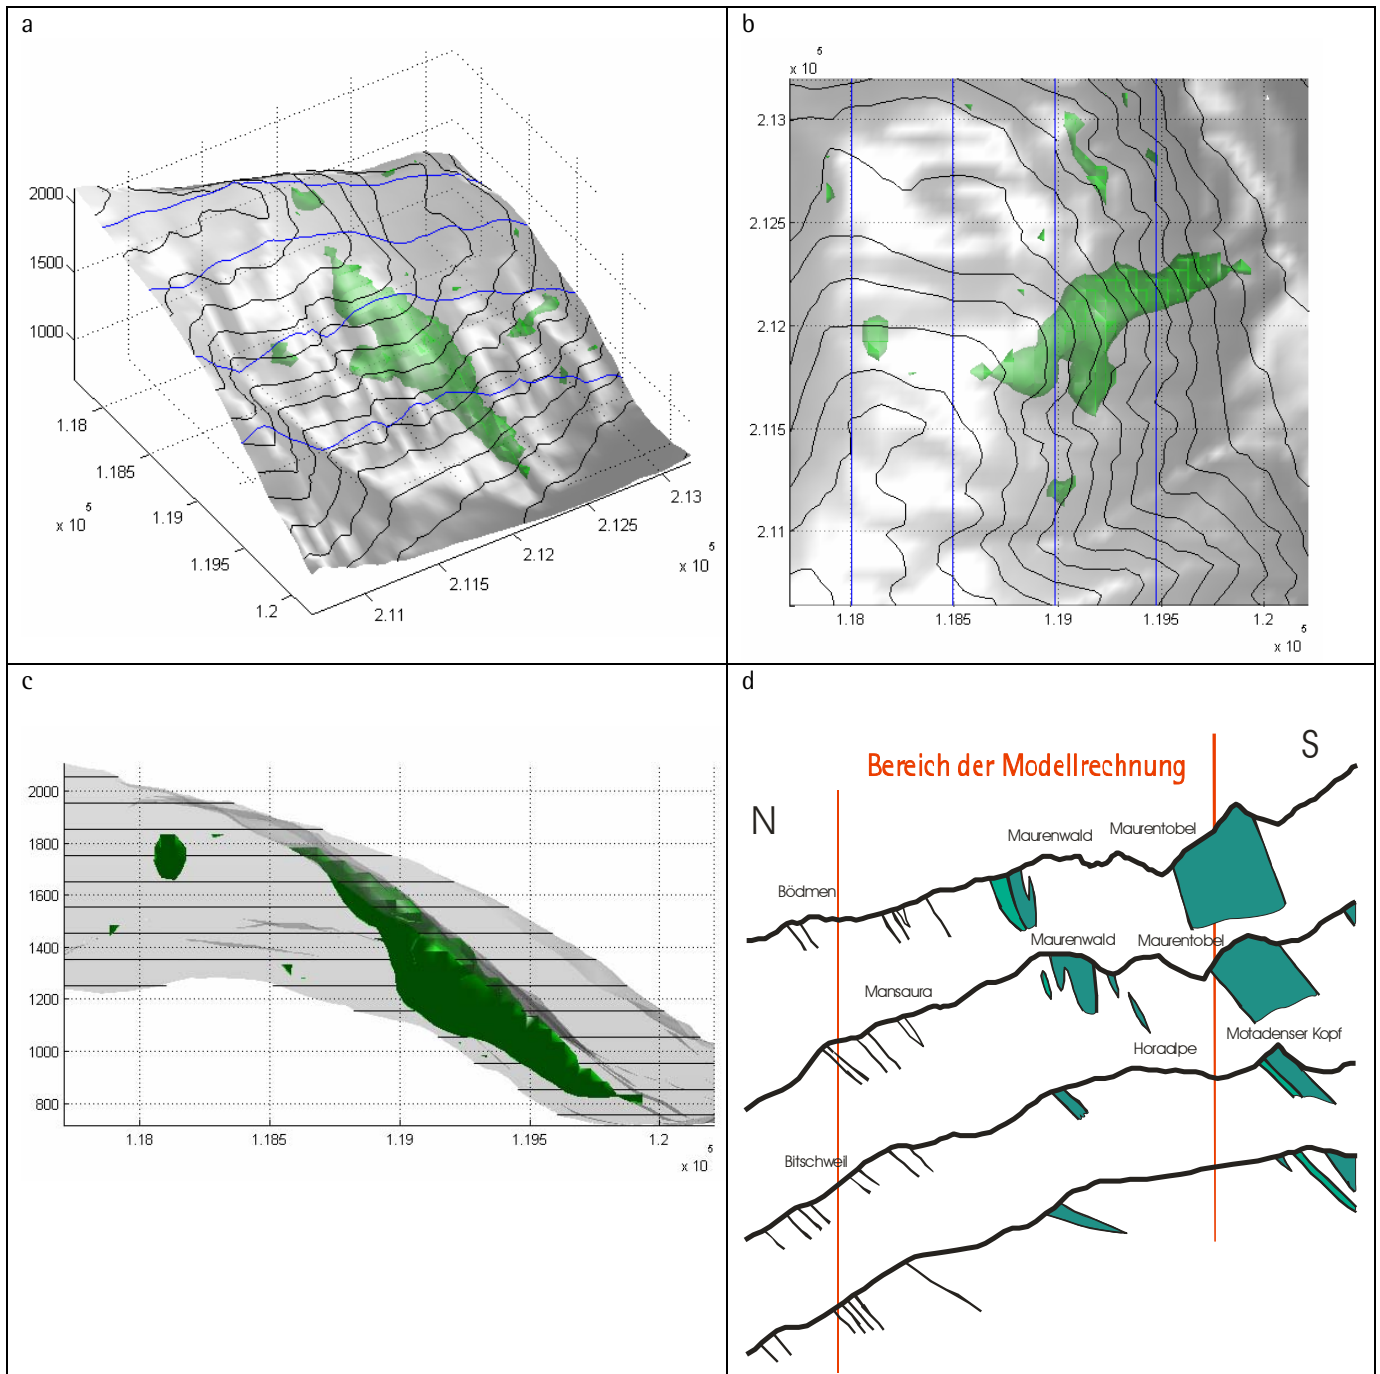 a
2000
1500
1000
1.18
1.185
1.19
1.195
1.2
x 10
5
2.11
2.115
2.12
2.125
2.13
x 10
5
b
x 10
5
2.13
2.125
2.12
2.115
2.11
1.18
1.185
1.19
1.195
1.2
x 10
5
c
2000
1800
1600
1400
1200
1000
800
1.18
1.185
1.19
1.195
1.2
x 10
5
d
S
Bereich der Modellrechnung
N
Maurenwald
Maurentobel
Bödmen
Maurenwald
Maurentobel
Mansaura
Motadenser Kopf
Horaalpe
Bitschweil